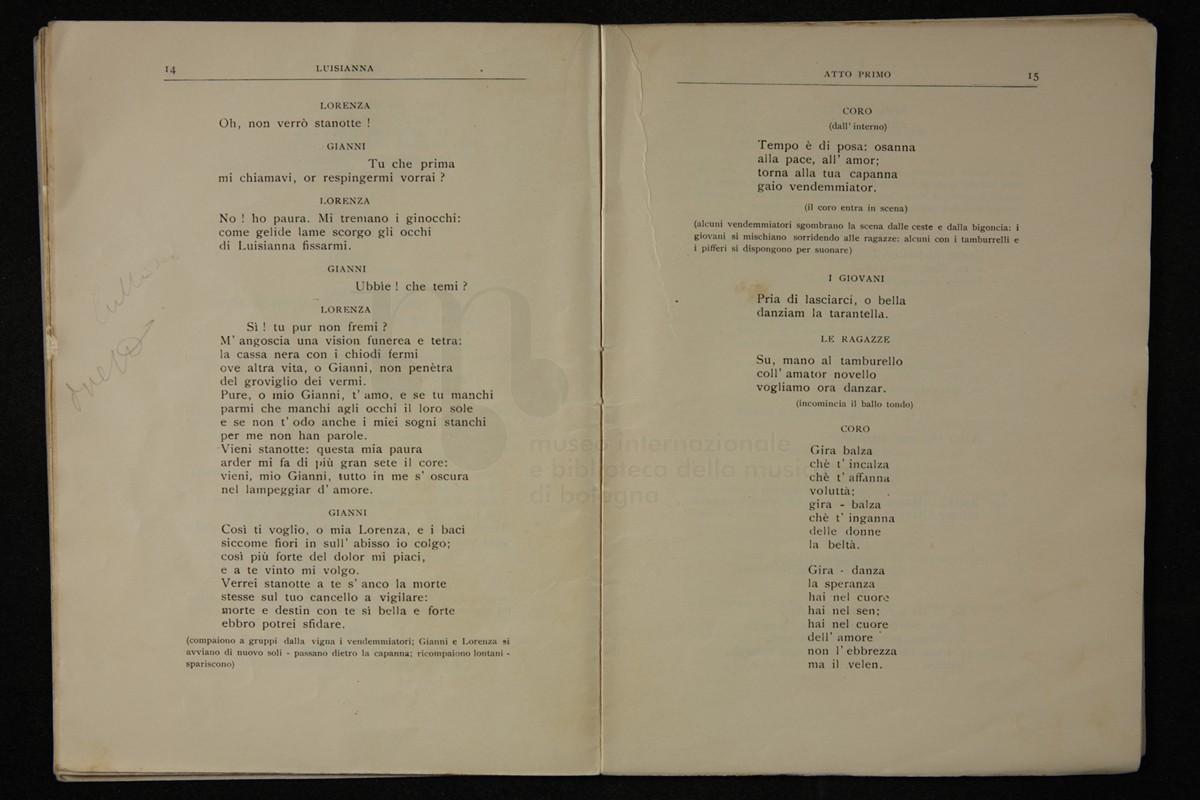 14 LUISIANNA
LORENZA
Oh, non verrò stanotte !
GIANNI
Tu che prima
mi chiamavi, or respingermi vorrai ?
LORENZA
No ! ho paura. Mi tremano i ginocchi:
come gelide lame scorgo gli occhi
di Luisianna fissarmi.
GIANNI
Ubbìe ! che temi ?
LORENZA
Sì ! tu pur non fremi ?
M' angoscia una vision funerea e tetra:
la cassa nera con i chiodi fermi
ove altra vita, o Gianni, non penètra
del groviglio dei vermi.
Pure, o mio Gianni, t' amo, e se tu manchi
parmi che manchi agli occhi il loro sole
e se non t' odo anche i miei sogni stanchi
per me non han parole.
Vieni stanotte: questa mia paura
arder mi fa di più gran sete il core:
vieni, mio Gianni, tutto in me s' oscura
nel lampeggiar d' amore.
GIANNI
Così ti voglio, o mia Lorenza, e i baci
siccome fiori in sull' abisso io colgo;
così più forte del dolor mi piaci,
e a te vinto mi volgo.
Verrei stanotte a te s' anco la morte
stesse sul tuo cancello a vigilare:
morte e destin con te sì bella e forte
ebbro potrei sfidare.
(compaiono a gruppi dalla vigna i vendemmiatori; Gianni e Lorenza si
avviano di nuovo soli - passano dietro la capanna; ricompaiono lontani -
spariscono)
ATTO PRIMO 15
CORO
(dall' interno)
Tempo è di posa: osanna
alla pace, all' amor;
torna alla tua capanna
gaio vendemmiator.
(il coro entra in scena)
(alcuni vendemmiatori sgombrano la scena dalle ceste e dalla bigoncia: i
giovani si mischiano sorridendo alle ragazze: alcuni con i tamburrelli e
i pifferi si dispongono per suonare)
I GIOVANI
Pria di lasciarci, o bella
danziam la tarantella.
LE RAGAZZE
Su, mano al tamburello
coll' amator novello
vogliamo ora danzar.
(incomincia il ballo tondo)
CORO
Gira balza
chè t' incalza
chè t' affanna
voluttà;
gira - balza
chè t' inganna
delle donne
la beltà.
Gira - danza
la speranza
hai nel cuore
hai nel sen;
hai nel cuore
dell' amore
non l' ebbrezza
ma il velen.
museo internazionale
e biblioteca della musica
di bologna